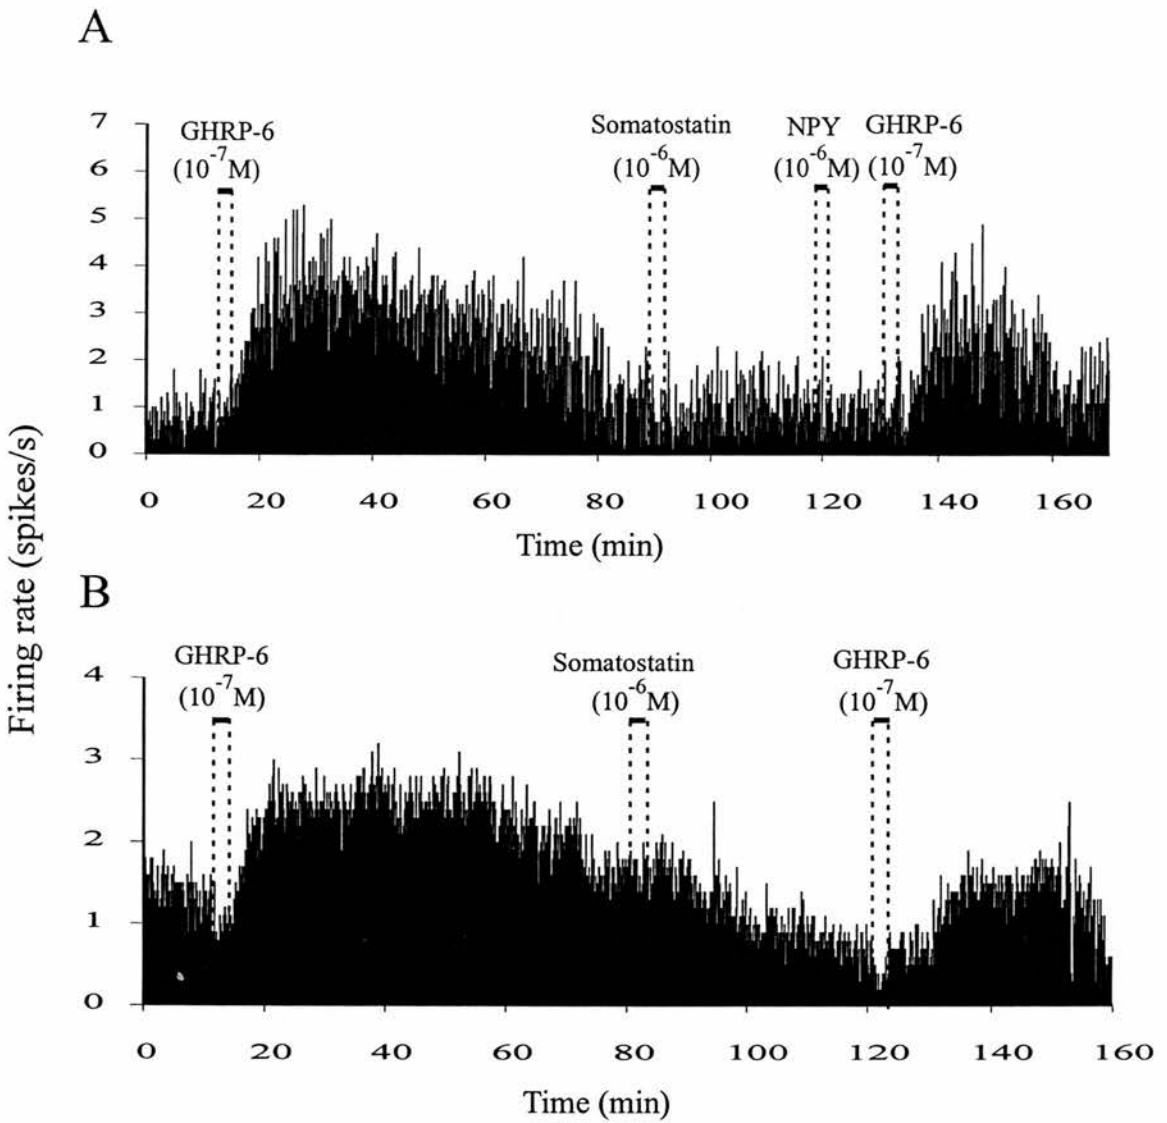 A
7
6
5
4
3
2
1
0
GHRP-6
(10-7M)
Somatostatin
(10-6M)
NPY
(10-6M)
GHRP-6
(10-7M)
0 20 40 60 80 100 120 140 160
Time (min)
Firing rate (spikes/s)
B
4
3
2
1
0
GHRP-6
(10-7M)
Somatostatin
(10-6M)
GHRP-6
(10-7M)
0 20 40 60 80 100 120 140 160
Time (min)